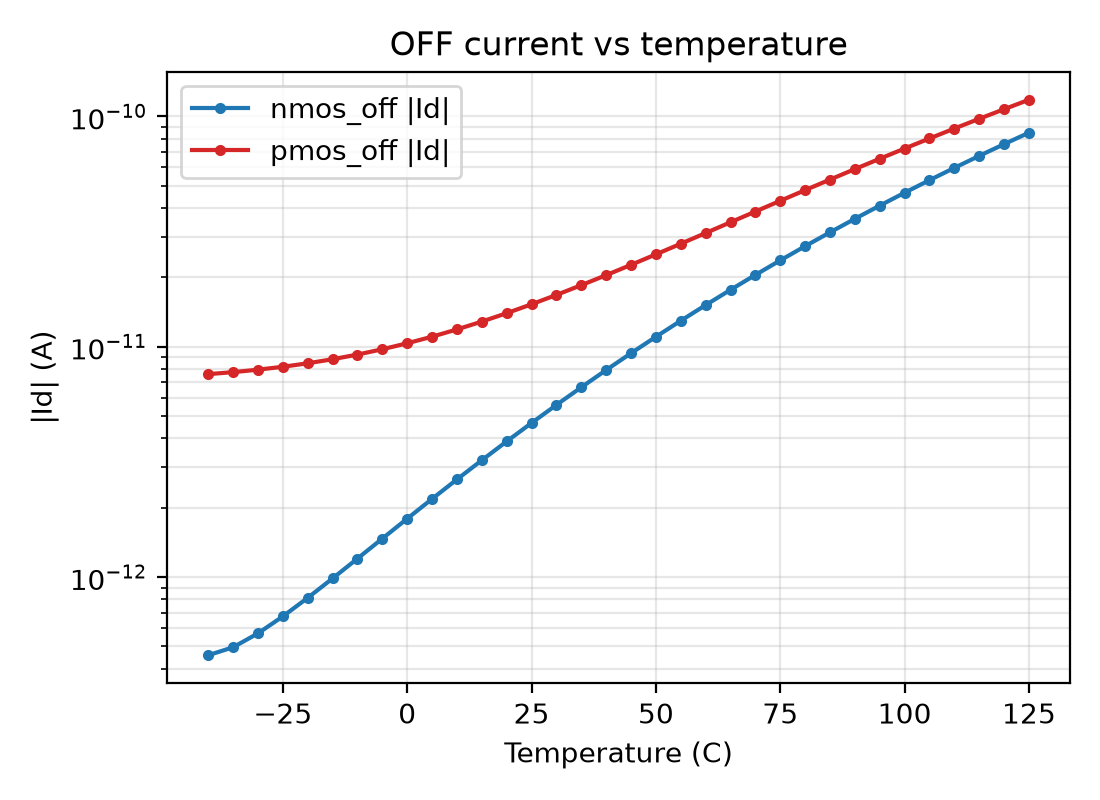 OFF current vs temperature
nmos_off |Id|
pmos_off |Id|
|Id| (A)
10⁻¹⁰
10⁻¹¹
10⁻¹²
−25 0 25 50 75 100 125
Temperature (C)